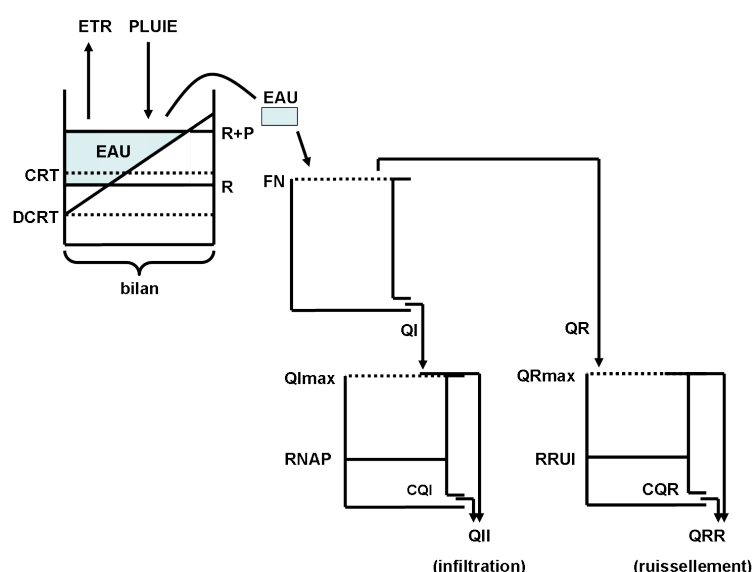 ETR PLUIE
EAU
R+P
EAU
CRT
FN
R
DCRT
bilan
QI
QR
QImax
QRmax
RNAP
RRUI
CQI
CQR
QII
QRR
(infiltration)
(ruissellement)